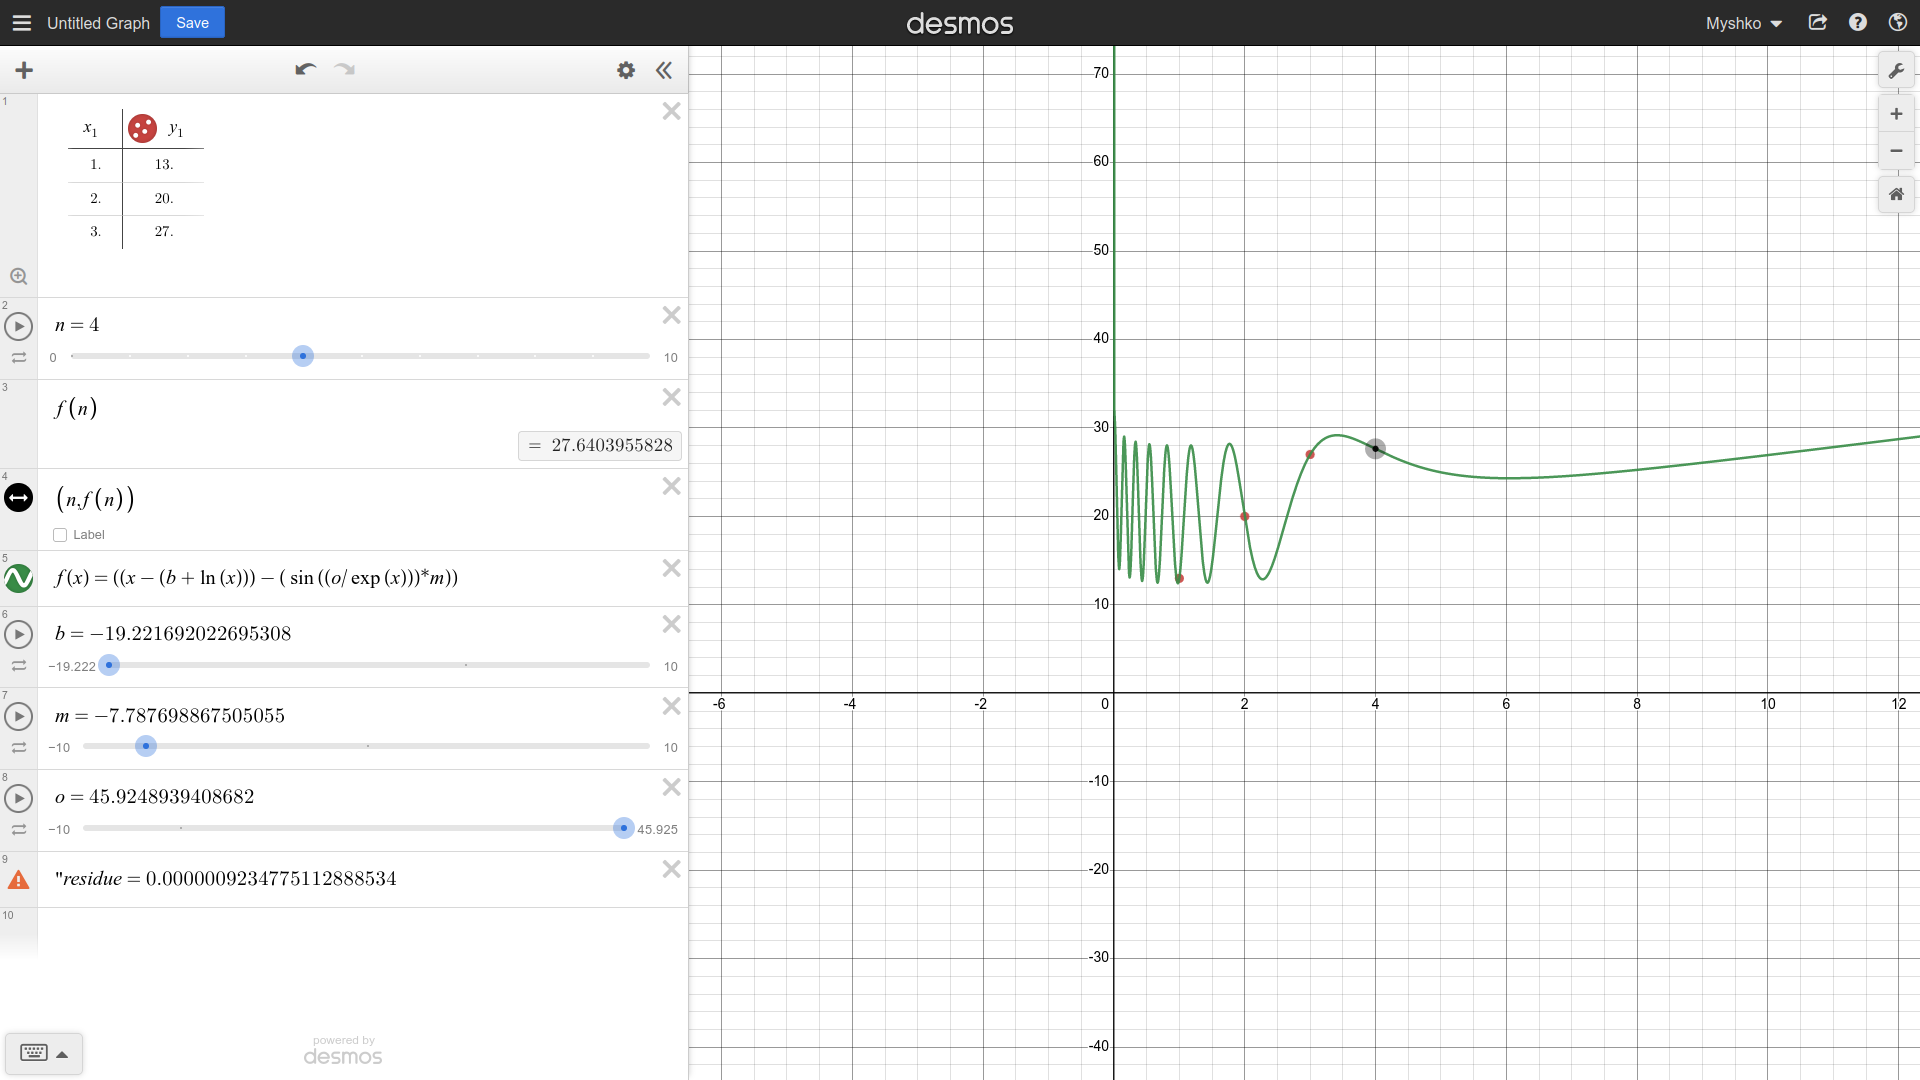 Untitled Graph Save desmos Myshko ?
1
x₁ y₁
1. 13.
2. 20.
3. 27.
2
n = 4
0 10
3
f(n)
= 27.6403955828
4
(n,f(n))
Label
5
f(x) = ((x − (b + ln(x))) − ( sin((o/exp(x)))*m))
6
b = −19.221692022695308
−19.222 10
7
m = −7.787698867505055
−10 10
8
o = 45.9248939408682
−10 45.925
9
"residue = 0.0000009234775112888534
10
powered by
desmos
70
60
50
40
30
20
10
-6 -4 -2 0 2 4 6 8 10 12
-10
-20
-30
-40